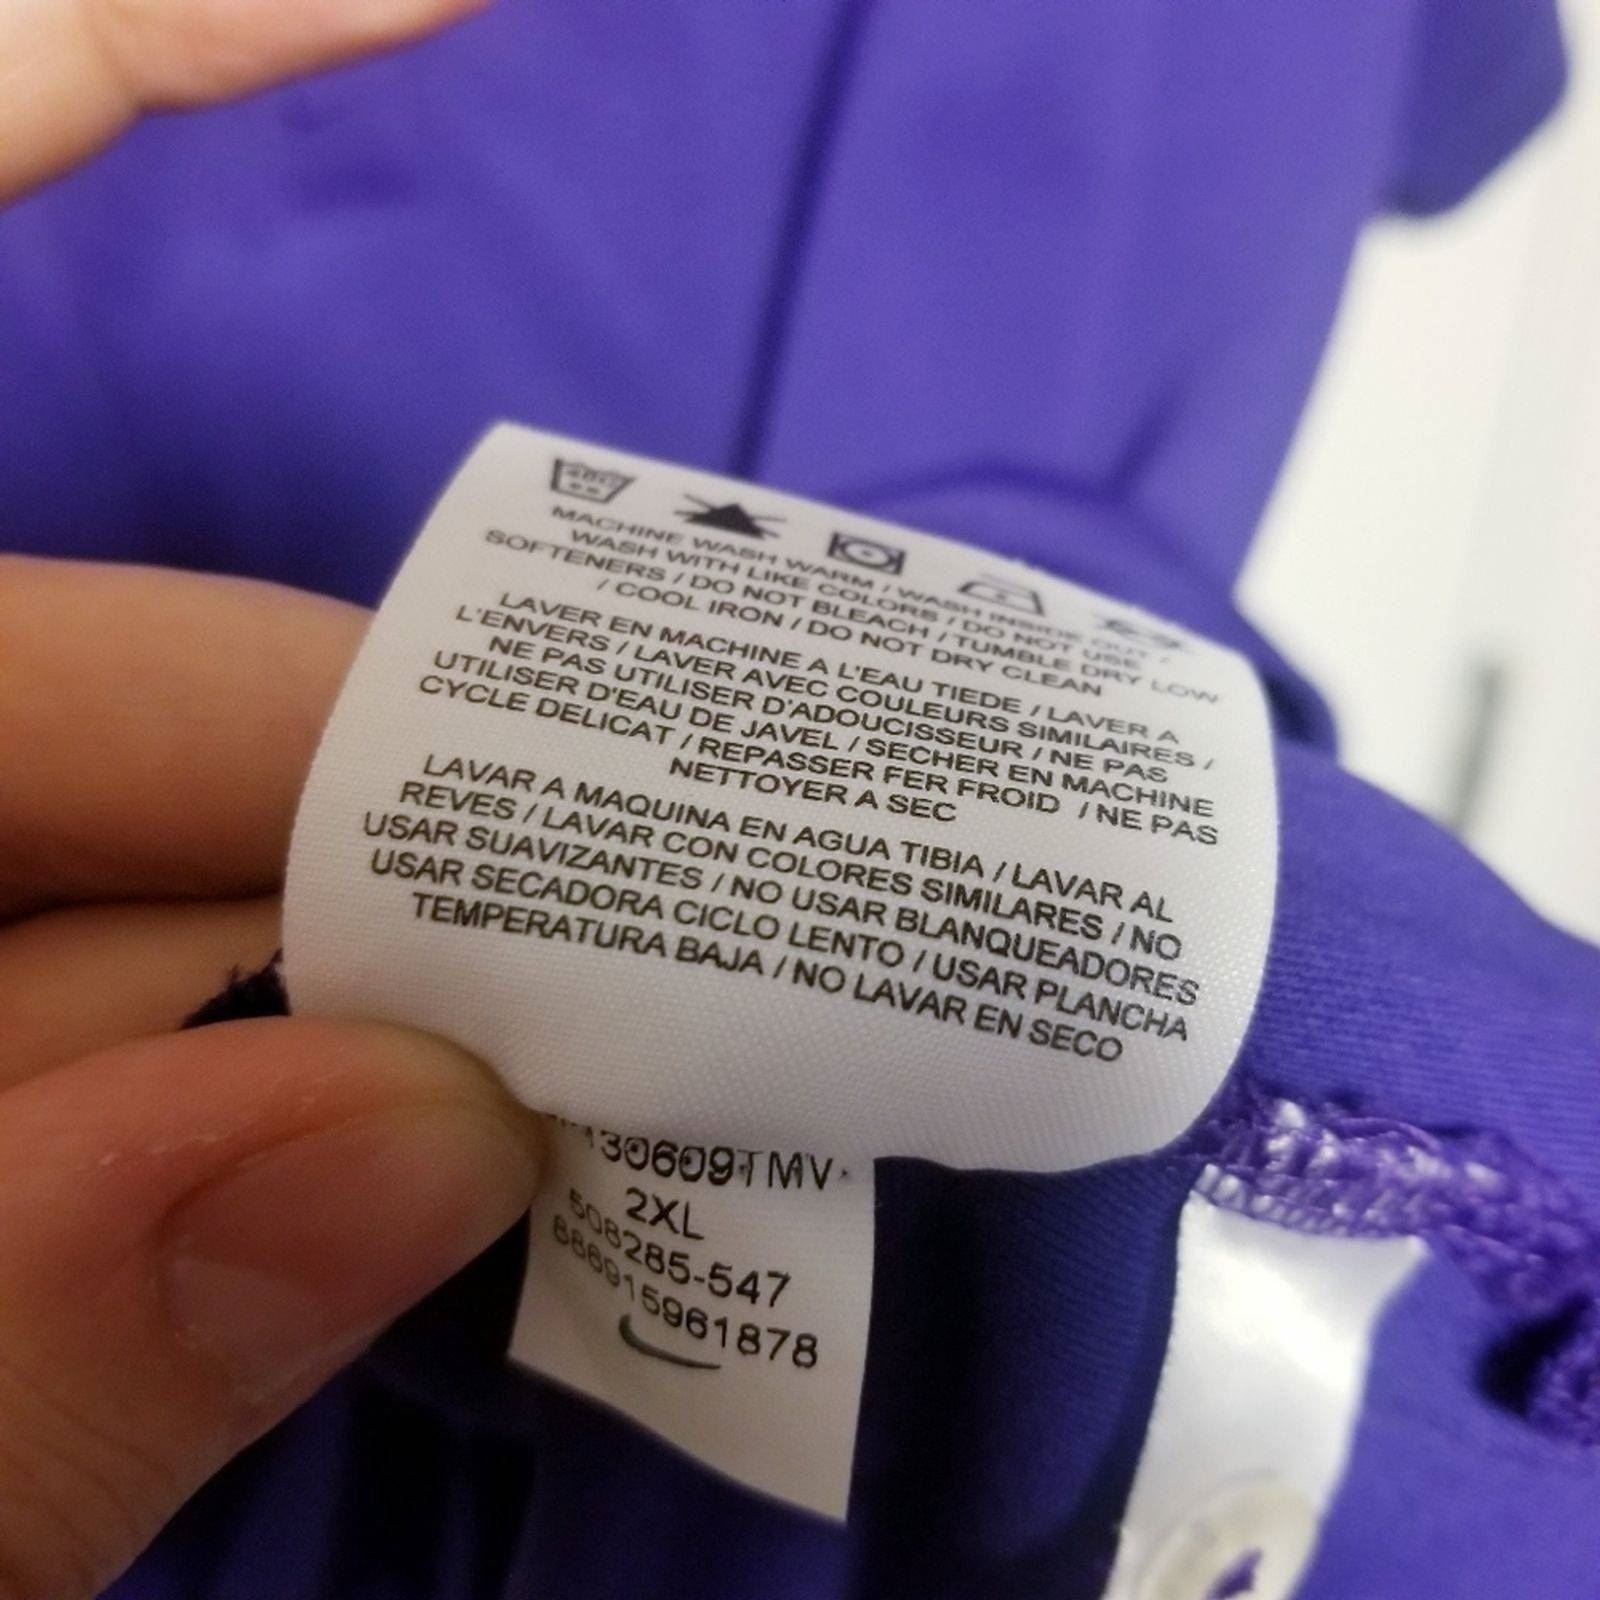 40C
MACHINE WASH WARM / WASH INSIDE OUT /
WASH WITH LIKE COLORS / DO NOT USE
SOFTENERS / DO NOT BLEACH / TUMBLE DRY LOW
/ COOL IRON / DO NOT DRY CLEAN
LAVER EN MACHINE A L'EAU TIEDE / LAVER A
L'ENVERS / LAVER AVEC COULEURS SIMILAIRES /
NE PAS UTILISER D'ADOUCISSEUR / NE PAS
UTILISER D'EAU DE JAVEL / SECHER EN MACHINE
CYCLE DELICAT / REPASSER FER FROID / NE PAS
NETTOYER A SEC
LAVAR A MAQUINA EN AGUA TIBIA / LAVAR AL
REVES / LAVAR CON COLORES SIMILARES / NO
USAR SUAVIZANTES / NO USAR BLANQUEADORES
USAR SECADORA CICLO LENTO / USAR PLANCHA
TEMPERATURA BAJA / NO LAVAR EN SECO
130609TMV
2XL
508285-547
886915961878